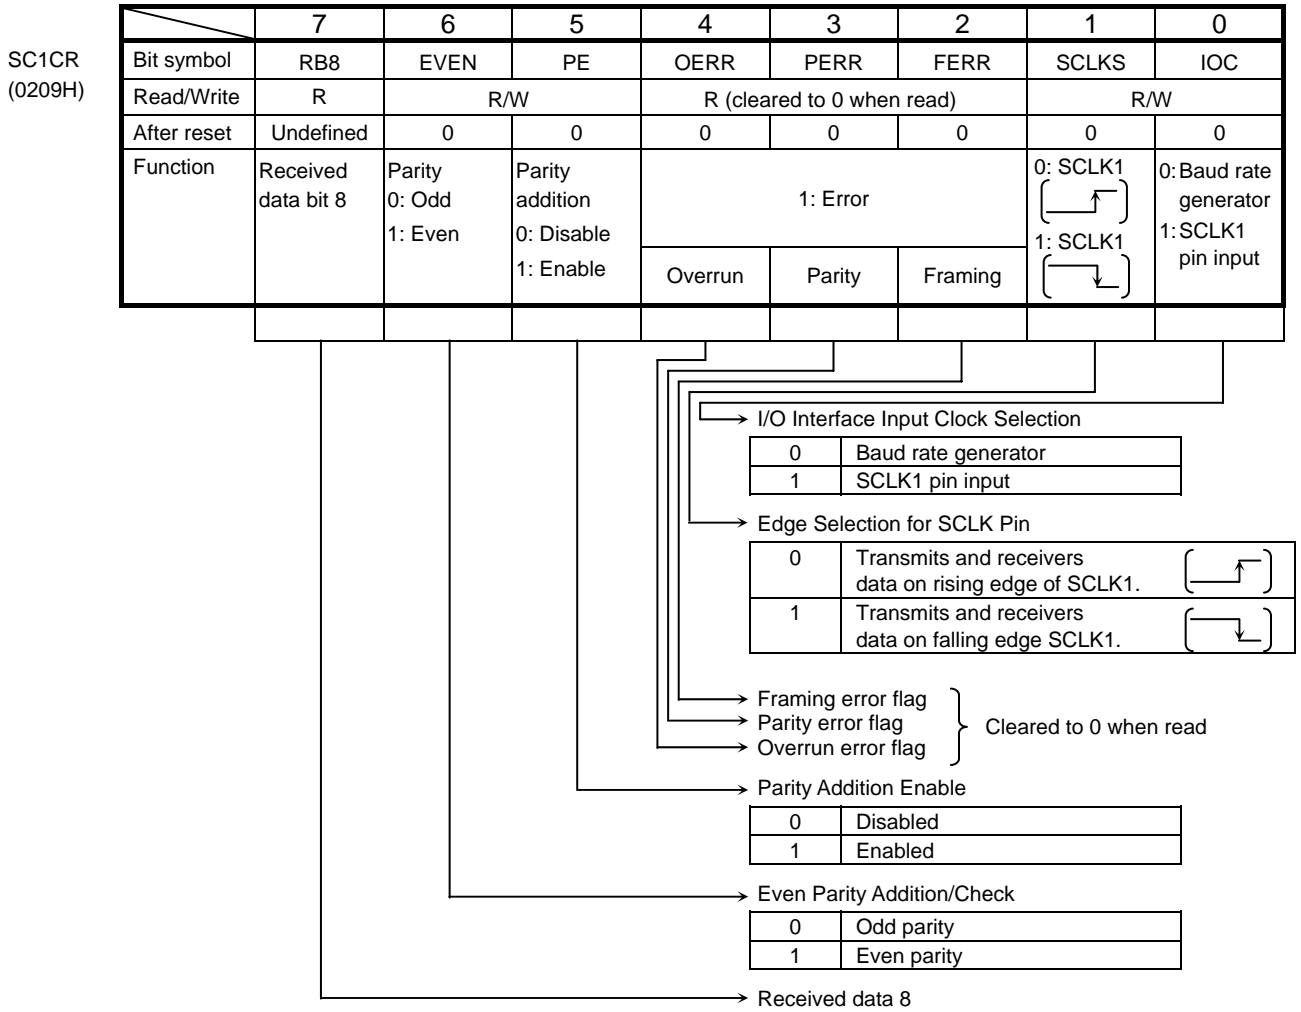 7 6 5 4 3 2 1 0
SC1CR
(0209H)
Bit symbol RB8 EVEN PE OERR PERR FERR SCLKS IOC
Read/Write R R/W R (cleared to 0 when read) R/W
After reset Undefined 0 0 0 0 0 0 0
Function
Received
data bit 8
Parity
0: Odd
1: Even
Parity
addition
0: Disable
1: Enable
1: Error
Overrun Parity Framing
0: SCLK1
1: SCLK1
0: Baud rate
generator
1: SCLK1
pin input
I/O Interface Input Clock Selection
0 Baud rate generator
1 SCLK1 pin input
Edge Selection for SCLK Pin
0 Transmits and receivers
data on rising edge of SCLK1.
1 Transmits and receivers
data on falling edge SCLK1.
Framing error flag
Parity error flag
Overrun error flag
Cleared to 0 when read
Parity Addition Enable
0 Disabled
1 Enabled
Even Parity Addition/Check
0 Odd parity
1 Even parity
Received data 8